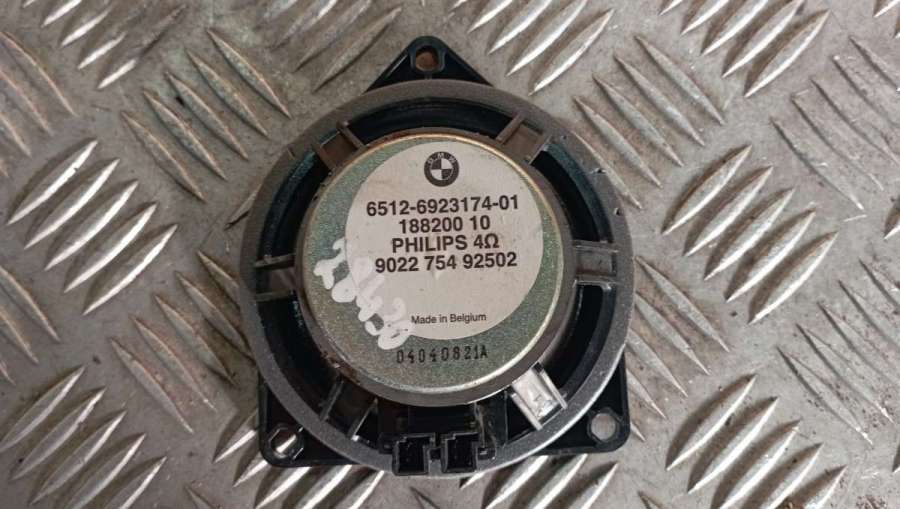 BMW
6512-6923174-01
188200 10
PHILIPS 4Ω
9022 754 92502
Made in Belgium
04040821A